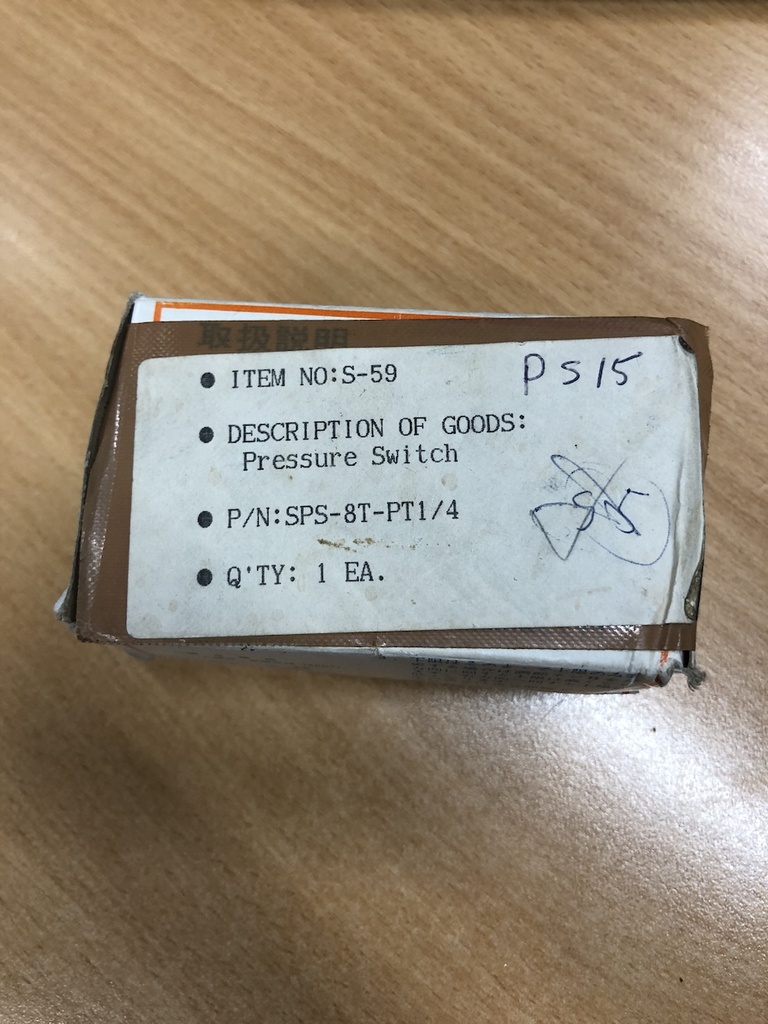 取扱説明
● ITEM NO:S-59
PS15
● DESCRIPTION OF GOODS:
Pressure Switch
● P/N:SPS-8T-PT1/4
● Q'TY: 1 EA.